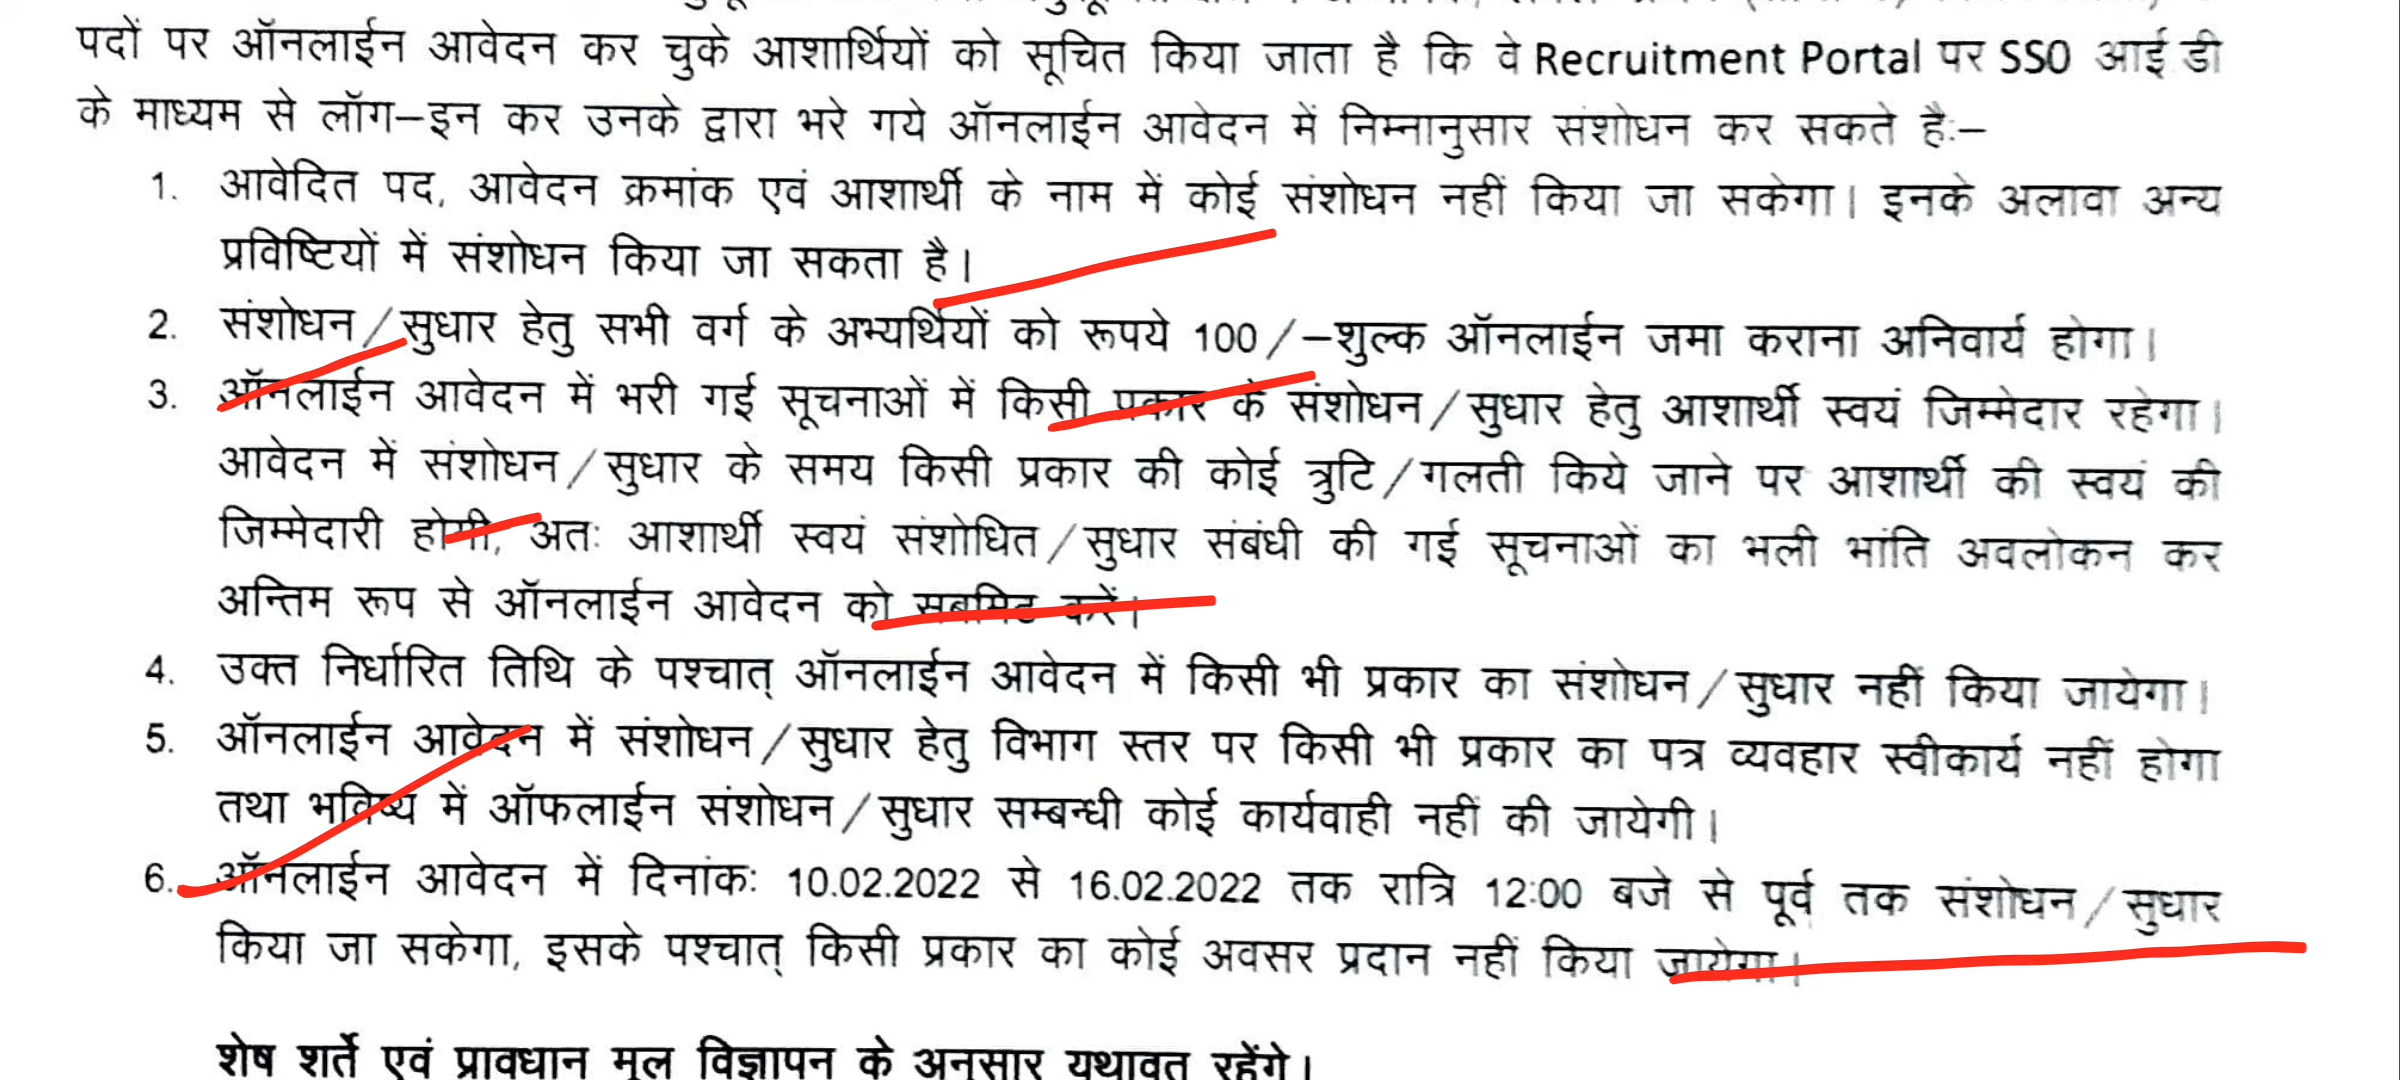 पदों पर ऑनलाईन आवेदन कर चुके आशार्थियों को सूचित किया जाता है कि वे Recruitment Portal पर SSO आई डी
के माध्यम से लॉग–इन कर उनके द्वारा भरे गये ऑनलाईन आवेदन में निम्नानुसार संशोधन कर सकते है:–
1. आवेदित पद, आवेदन क्रमांक एवं आशार्थी के नाम में कोई संशोधन नहीं किया जा सकेगा। इनके अलावा अन्य
प्रविष्टियों में संशोधन किया जा सकता है।
2. संशोधन/सुधार हेतु सभी वर्ग के अभ्यर्थियों को रूपये 100/–शुल्क ऑनलाईन जमा कराना अनिवार्य होगा।
3. ऑनलाईन आवेदन में भरी गई सूचनाओं में किसी प्रकार के संशोधन/सुधार हेतु आशार्थी स्वयं जिम्मेदार रहेगा।
आवेदन में संशोधन/सुधार के समय किसी प्रकार की कोई त्रुटि/गलती किये जाने पर आशार्थी की स्वयं की
जिम्मेदारी होगी, अतः आशार्थी स्वयं संशोधित/सुधार संबंधी की गई सूचनाओं का भली भांति अवलोकन कर
अन्तिम रूप से ऑनलाईन आवेदन को सबमिट करें।
4. उक्त निर्धारित तिथि के पश्चात् ऑनलाईन आवेदन में किसी भी प्रकार का संशोधन/सुधार नहीं किया जायेगा।
5. ऑनलाईन आवेदन में संशोधन/सुधार हेतु विभाग स्तर पर किसी भी प्रकार का पत्र व्यवहार स्वीकार्य नहीं होगा
तथा भविष्य में ऑफलाईन संशोधन/सुधार सम्बन्धी कोई कार्यवाही नहीं की जायेगी।
6. ऑनलाईन आवेदन में दिनांकः 10.02.2022 से 16.02.2022 तक रात्रि 12:00 बजे से पूर्व तक संशोधन/सुधार
किया जा सकेगा, इसके पश्चात् किसी प्रकार का कोई अवसर प्रदान नहीं किया जायेगा।
शेष शर्ते एवं प्रावधान मूल विज्ञापन के अनुसार यथावत रहेंगे।